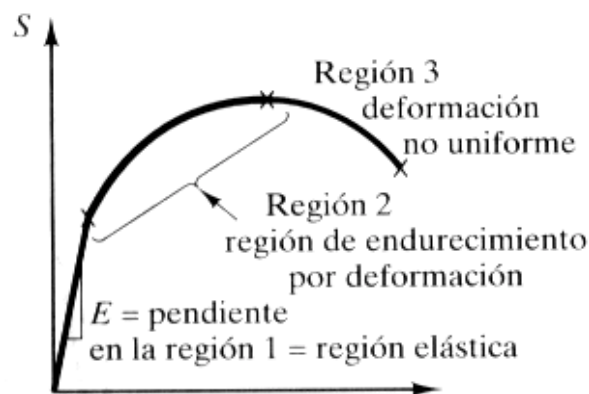 S
Región 3
deformación
no uniforme
Región 2
región de endurecimiento
por deformación
E = pendiente
en la región 1 = región elástica